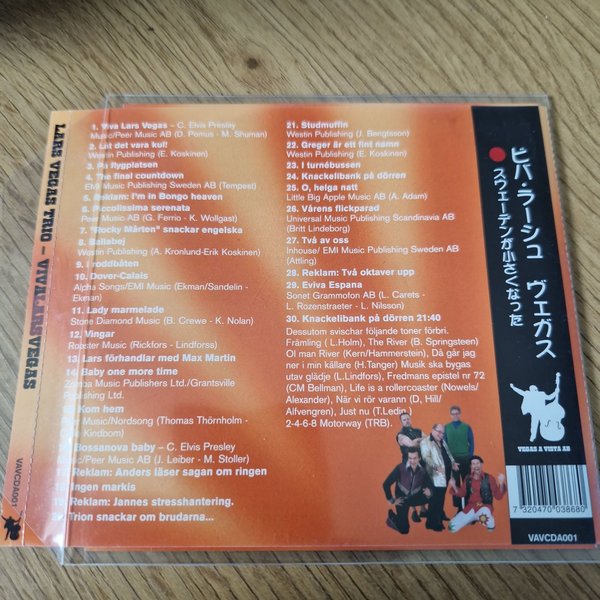 LARS VEGAS TRIO – VIVA LARS VEGAS
VAVCDA001
1. Viva Lars Vegas – C. Elvis Presley
Music/Peer Music AB (D. Pomus - M. Shuman)
2. Låt det vara kul!
Westin Publishing (E. Koskinen)
3. På flygplatsen
4. The final countdown
EMI Music Publishing Sweden AB (Tempest)
5. Reklam: I'm in Bongo heaven
6. Piccolissima serenata
Peer Music AB (G. Ferrio - K. Wollgast)
7. "Rocky Mårten" snackar engelska
8. Ballabej
Westin Publishing (A. Kronlund-Erik Koskinen)
9. I roddbåten
10. Dover-Calais
Alpha Songs/EMI Music (Ekman/Sandelin -
Ekman)
11. Lady marmelade
Stone Diamond Music (B. Crewe - K. Nolan)
12. Vingar
Rooster Music (Rickfors - Lindforss)
13. Lars förhandlar med Max Martin
14. Baby one more time
Zomba Music Publishers Ltd./Grantsville
Publishing Ltd.
15. Kom hem
Peer Music/Nordsong (Thomas Thörnholm -
Kindbom)
16. Bossanova baby – C. Elvis Presley
Music/Peer Music AB (J. Leiber - M. Stoller)
17. Reklam: Anders läser sagan om ringen
18. Ingen markis
19. Reklam: Jannes stresshantering.
20. Trion snackar om brudarna...
21. Studmuffin
Westin Publishing (J. Bengtsson)
22. Greger är ett fint namn
Westin Publishing (E. Koskinen)
23. I turnébussen
24. Knackelibank på dörren
25. O, helga natt
Little Big Apple Music AB (A. Adam)
26. Vårens flickparad
Universal Music Publishing Scandinavia AB
(Britt Lindeborg)
27. Två av oss
Inhouse/ EMI Music Publishing Sweden AB
(Attling)
28. Reklam: Två oktaver upp
29. Eviva Espana
Sonet Grammofon AB (L. Carets -
L. Rozenstraeter - L. Nilsson)
30. Knackelibank på dörren 21:40
Dessutom svischar följande toner förbi.
Främling ( L.Holm), The River (B. Springsteen)
Ol man River (Kern/Hammerstein), Då går jag
ner i min källare (H.Tanger) Musik ska byggas
utav glädje (L.Lindfors), Fredmans epistel nr 72
(CM Bellman), Life is a rollercoaster (Nowels/
Alexander), När vi rör varann (D, Hill/
Alfvengren), Just nu (T.Ledin )
2-4-6-8 Motorway (TRB).
ビバ・ラーシュ ヴェガス
スウェーデンが小さくなった
VEGAS A VISTA AB
7 320470 038680
VAVCDA001